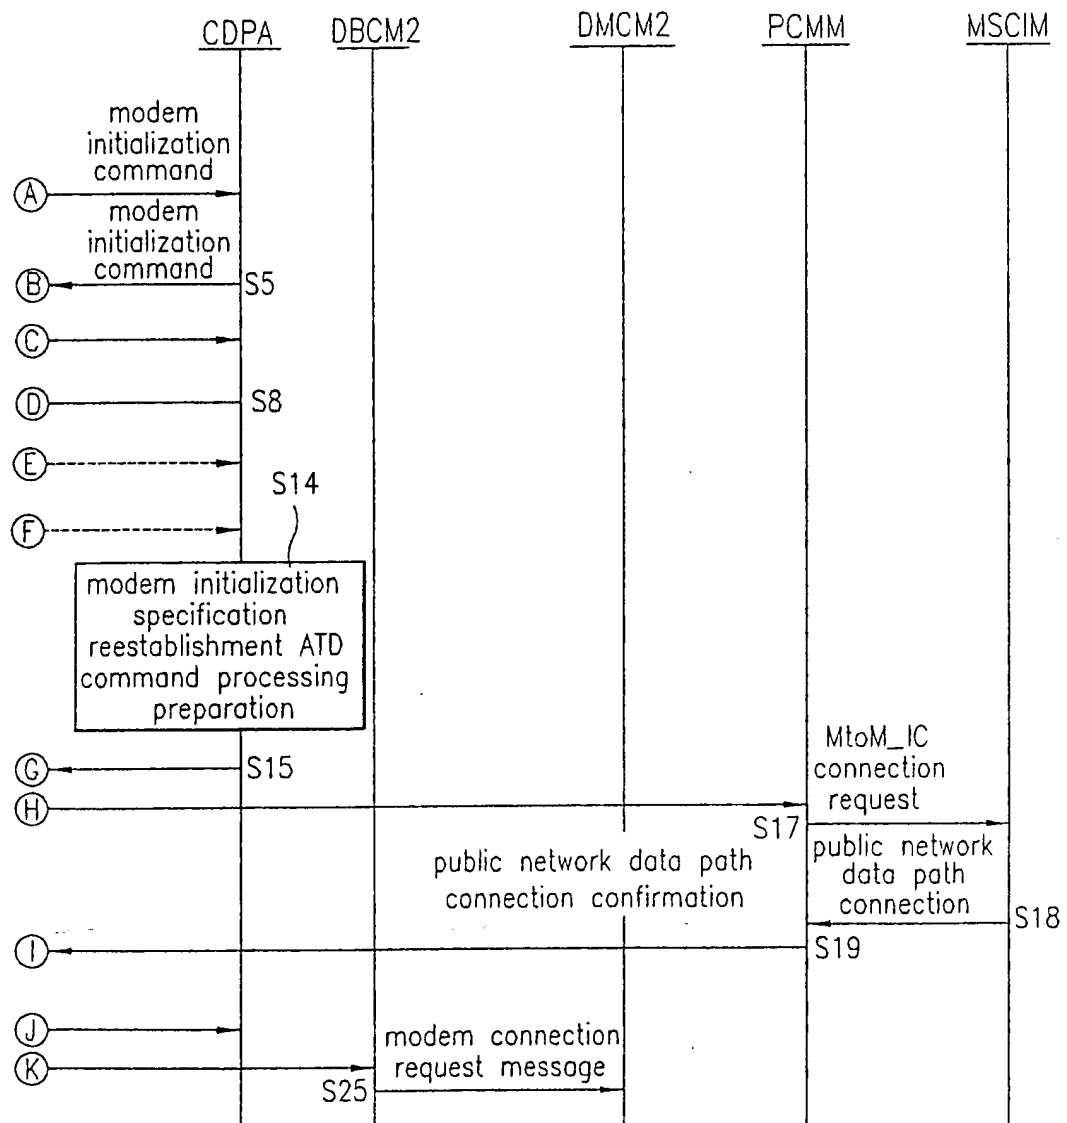 CDPA DBCM2 DMCM2 PCMM MSCIM
modem
initialization
command
A
modem
initialization
command
B S5
C
D S8
E
S14
F
modem initialization
specification
reestablishment ATD
command processing
preparation
G S15
MtoM_IC
connection
request
H
S17
public network data path
connection confirmation
public network
data path
connection
S18
I S19
J
modem connection
request message
K
S25